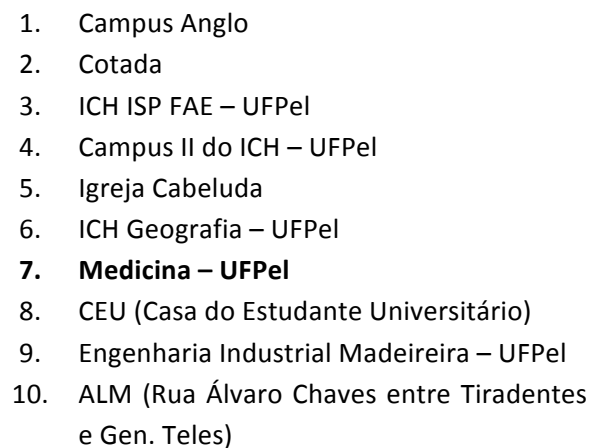 1. Campus Anglo
2. Cotada
3. ICH ISP FAE – UFPel
4. Campus II do ICH – UFPel
5. Igreja Cabeluda
6. ICH Geografia – UFPel
7. Medicina – UFPel
8. CEU (Casa do Estudante Universitário)
9. Engenharia Industrial Madeireira – UFPel
10. ALM (Rua Álvaro Chaves entre Tiradentes
e Gen. Teles)